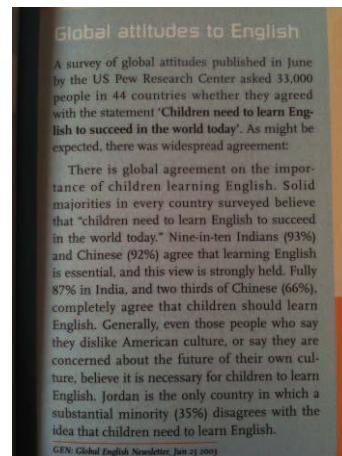 Global attitudes to English
A survey of global attitudes published in June
by the US Pew Research Center asked 33,000
people in 44 countries whether they agreed
with the statement ‘Children need to learn Eng-
lish to succeed in the world today’. As might be
expected, there was widespread agreement:
There is global agreement on the impor-
tance of children learning English. Solid
majorities in every country surveyed believe
that “children need to learn English to succeed
in the world today.” Nine-in-ten Indians (93%)
and Chinese (92%) agree that learning English
is essential, and this view is strongly held. Fully
87% in India, and two thirds of Chinese (66%),
completely agree that children should learn
English. Generally, even those people who say
they dislike American culture, or say they are
concerned about the future of their own cul-
ture, believe it is necessary for children to learn
English. Jordan is the only country in which a
substantial minority (35%) disagrees with the
idea that children need to learn English.
GEN: Global English Newsletter, Jun 23 2003